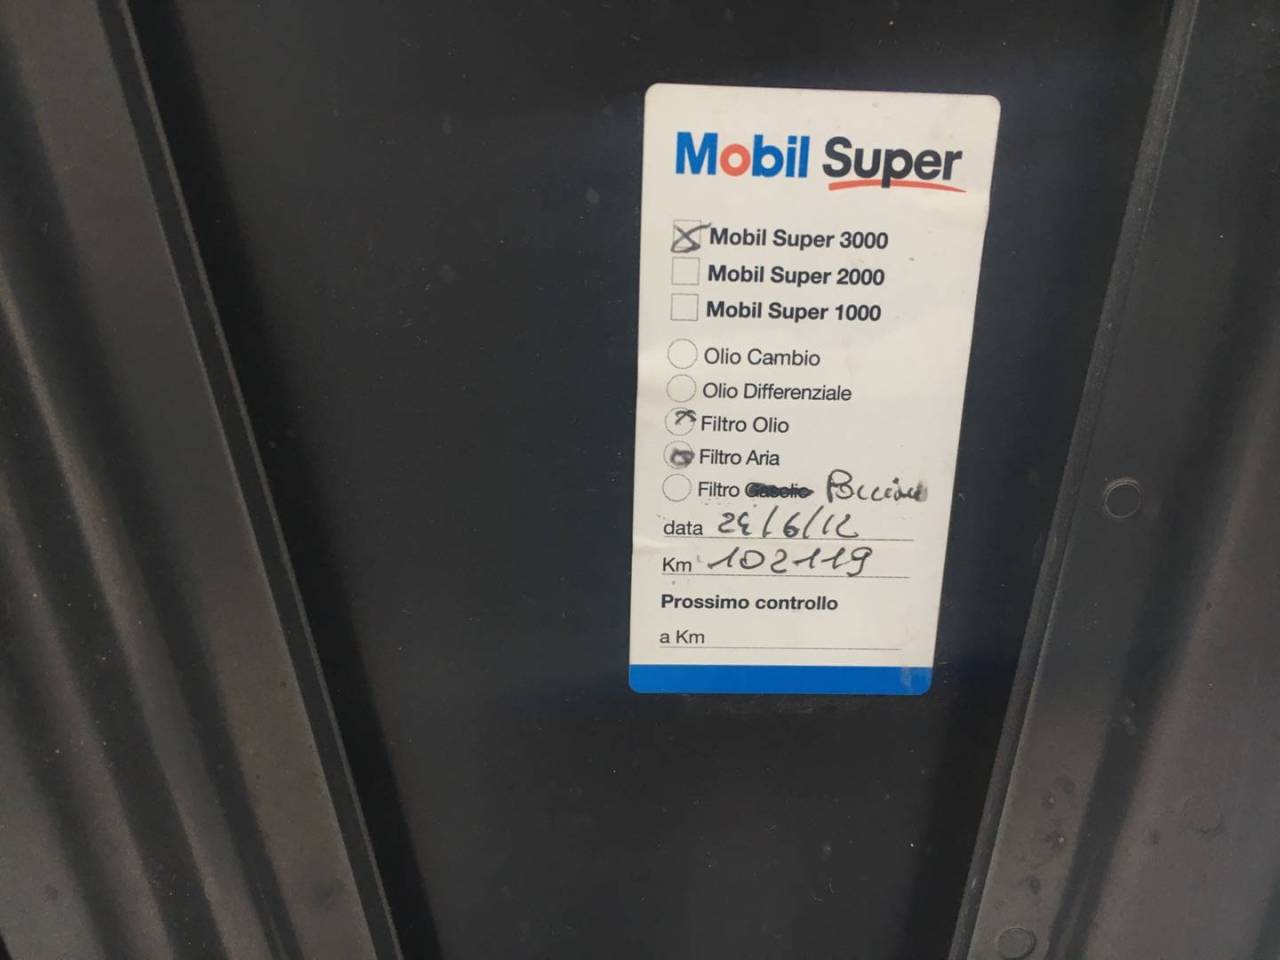 Mobil Super
Mobil Super 3000
Mobil Super 2000
Mobil Super 1000
Olio Cambio
Olio Differenziale
Filtro Olio
Filtro Aria
Filtro Gasolio
data 24/6/12
Km 102119
Prossimo controllo
a Km